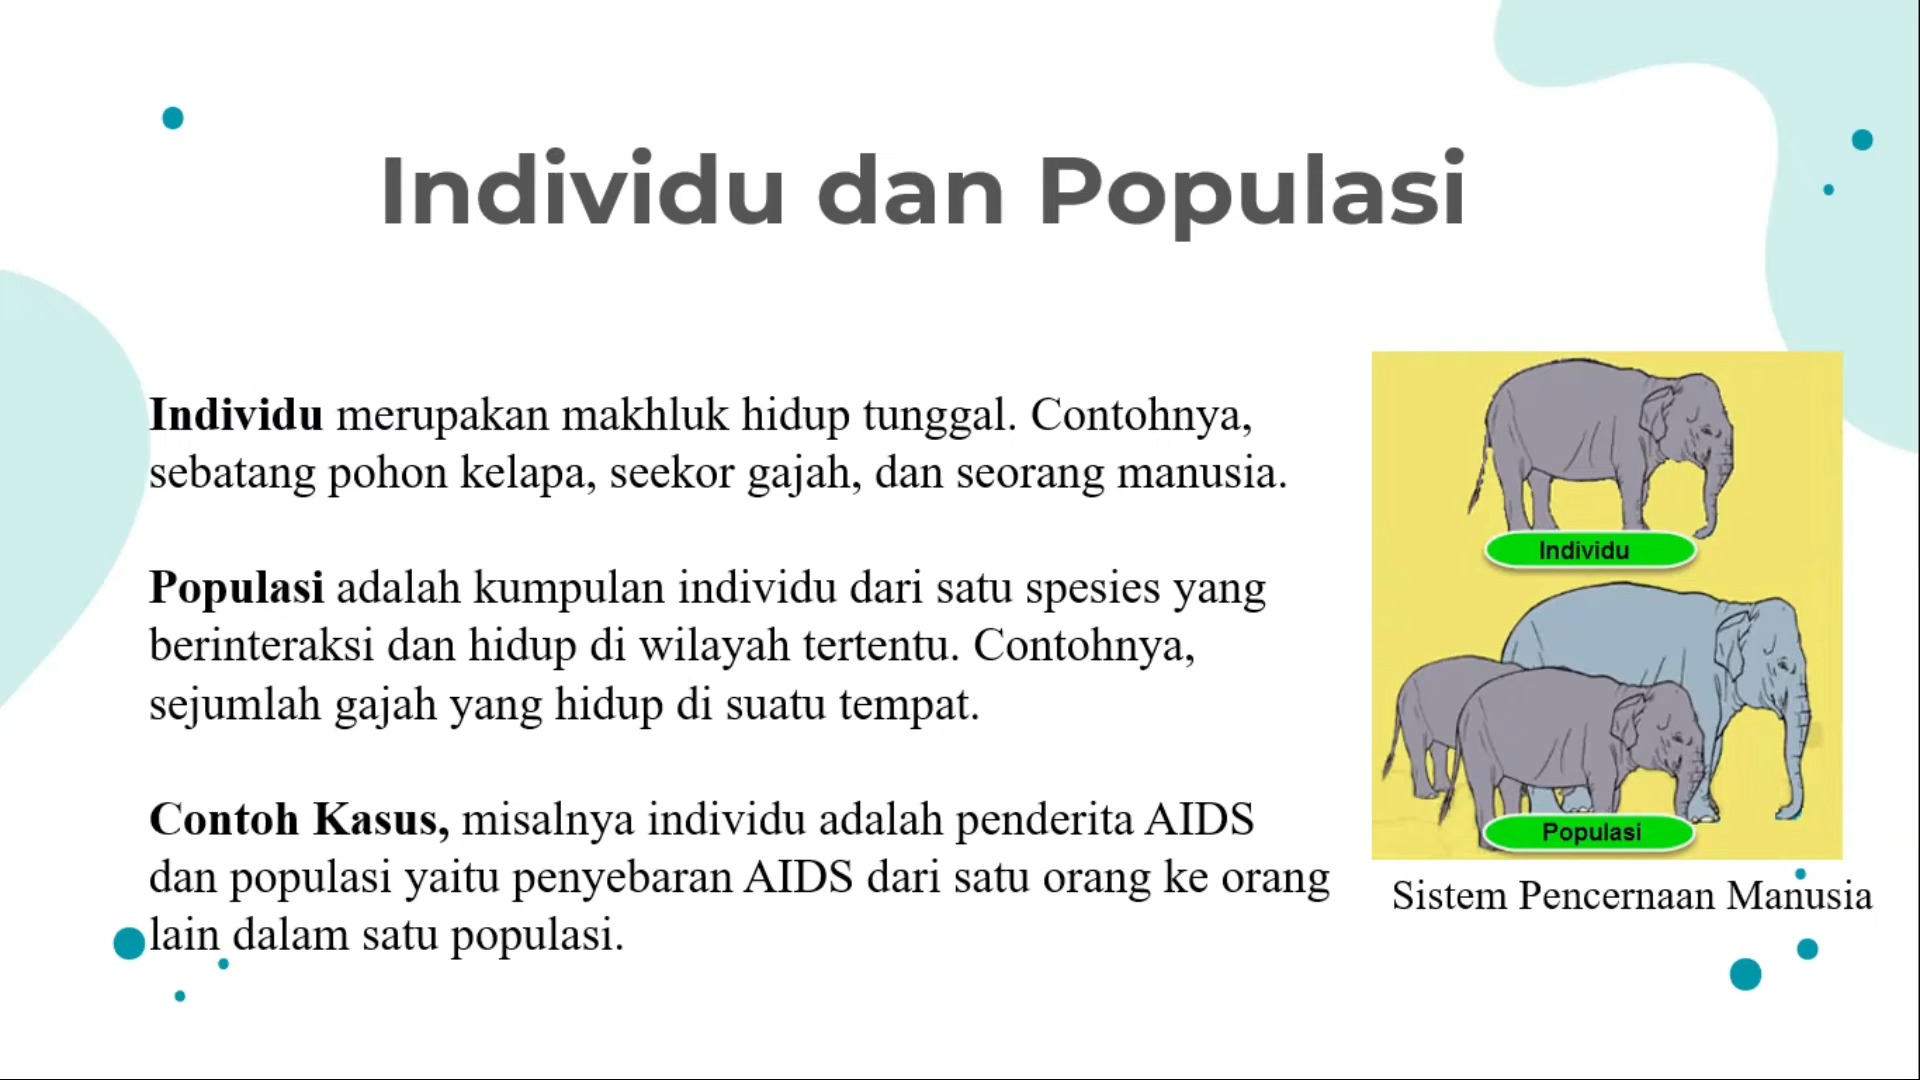 Individu dan Populasi
Individu merupakan makhluk hidup tunggal. Contohnya,
sebatang pohon kelapa, seekor gajah, dan seorang manusia.
Populasi adalah kumpulan individu dari satu spesies yang
berinteraksi dan hidup di wilayah tertentu. Contohnya,
sejumlah gajah yang hidup di suatu tempat.
Contoh Kasus, misalnya individu adalah penderita AIDS
dan populasi yaitu penyebaran AIDS dari satu orang ke orang
lain dalam satu populasi.
Individu
Populasi
Sistem Pencernaan Manusia